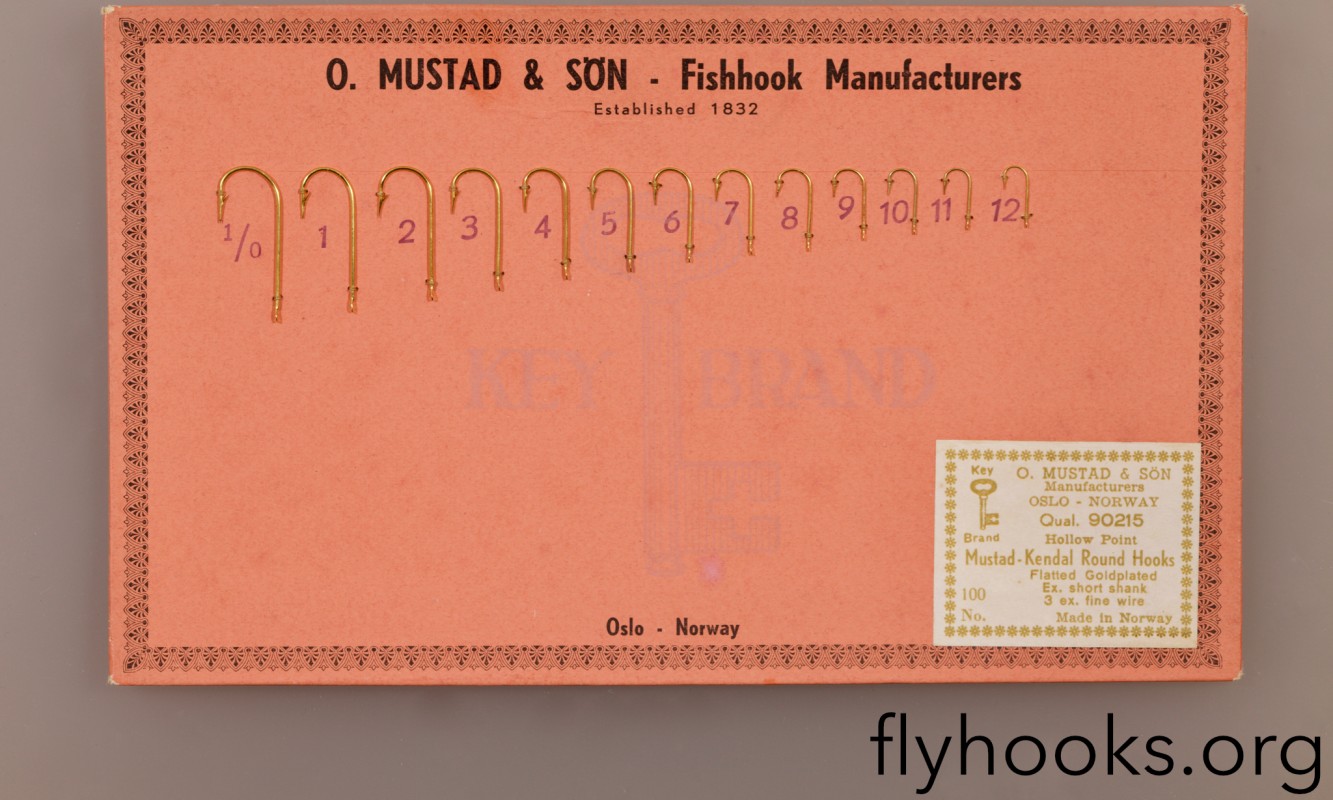 O. MUSTAD & SÖN - Fishhook Manufacturers
Established 1832
1/0 1 2 3 4 5 6 7 8 9 10 11 12
KEY BRAND
Key
Brand
O. MUSTAD & SÖN
Manufacturers
OSLO - NORWAY
Qual. 90215
Hollow Point
Mustad-Kendal Round Hooks
Flatted Goldplated
Ex. short shank
3 ex. fine wire
100
No.
Made in Norway
Oslo - Norway
flyhooks.org